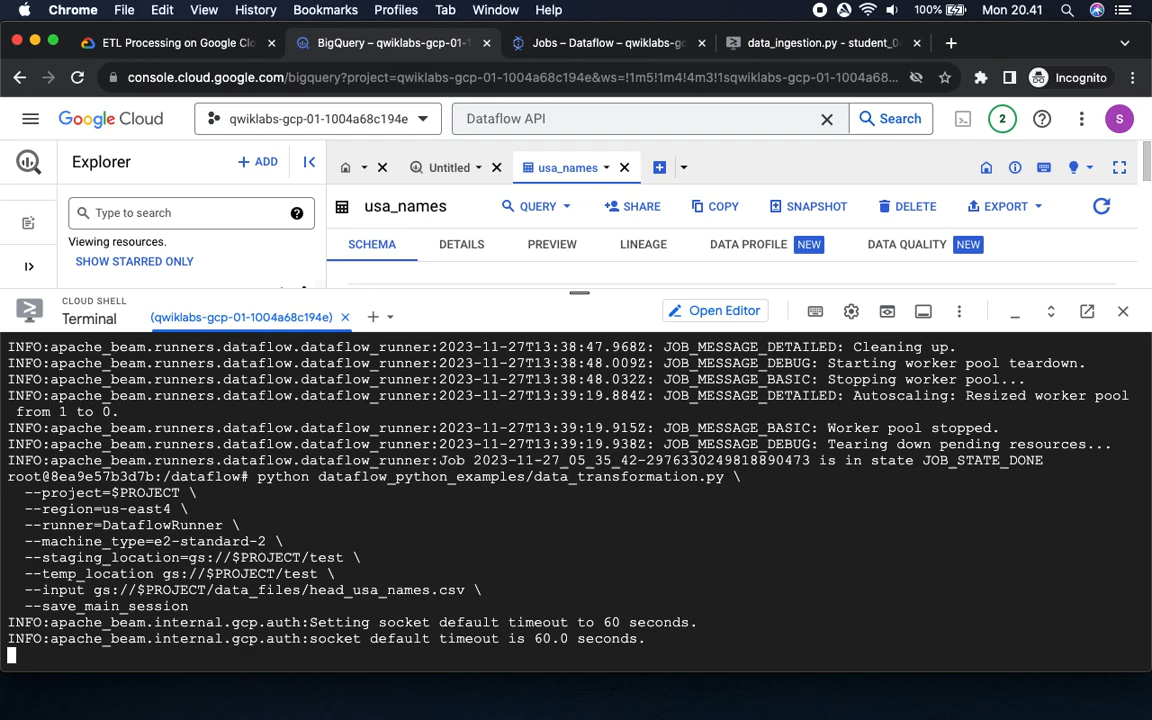 Chrome File Edit View History Bookmarks Profiles Tab Window Help 100% Mon 20.41
ETL Processing on Google Clo
BigQuery – qwiklabs-gcp-01-1
Jobs – Dataflow – qwiklabs-gc
data_ingestion.py - student_0
console.cloud.google.com/bigquery?project=qwiklabs-gcp-01-1004a68c194e&ws=!1m5!1m4!4m3!1sqwiklabs-gcp-01-1004a68...
Incognito
Google Cloud
qwiklabs-gcp-01-1004a68c194e
Dataflow API
Search
2
S
Explorer
+ ADD
Untitled
usa_names
Type to search
Viewing resources.
SHOW STARRED ONLY
usa_names
QUERY
SHARE
COPY
SNAPSHOT
DELETE
EXPORT
SCHEMA
DETAILS
PREVIEW
LINEAGE
DATA PROFILE NEW
DATA QUALITY NEW
CLOUD SHELL
Terminal
(qwiklabs-gcp-01-1004a68c194e)
Open Editor
INFO:apache_beam.runners.dataflow.dataflow_runner:2023-11-27T13:38:47.968Z: JOB_MESSAGE_DETAILED: Cleaning up.
INFO:apache_beam.runners.dataflow.dataflow_runner:2023-11-27T13:38:48.009Z: JOB_MESSAGE_DEBUG: Starting worker pool teardown.
INFO:apache_beam.runners.dataflow.dataflow_runner:2023-11-27T13:38:48.032Z: JOB_MESSAGE_BASIC: Stopping worker pool...
INFO:apache_beam.runners.dataflow.dataflow_runner:2023-11-27T13:39:19.884Z: JOB_MESSAGE_DETAILED: Autoscaling: Resized worker pool
from 1 to 0.
INFO:apache_beam.runners.dataflow.dataflow_runner:2023-11-27T13:39:19.915Z: JOB_MESSAGE_BASIC: Worker pool stopped.
INFO:apache_beam.runners.dataflow.dataflow_runner:2023-11-27T13:39:19.938Z: JOB_MESSAGE_DEBUG: Tearing down pending resources...
INFO:apache_beam.runners.dataflow.dataflow_runner:Job 2023-11-27_05_35_42-2976330249818890473 is in state JOB_STATE_DONE
root@8ea9e57b3d7b:/dataflow# python dataflow_python_examples/data_transformation.py \
--project=$PROJECT \
--region=us-east4 \
--runner=DataflowRunner \
--machine_type=e2-standard-2 \
--staging_location=gs://$PROJECT/test \
--temp_location gs://$PROJECT/test \
--input gs://$PROJECT/data_files/head_usa_names.csv \
--save_main_session
INFO:apache_beam.internal.gcp.auth:Setting socket default timeout to 60 seconds.
INFO:apache_beam.internal.gcp.auth:socket default timeout is 60.0 seconds.